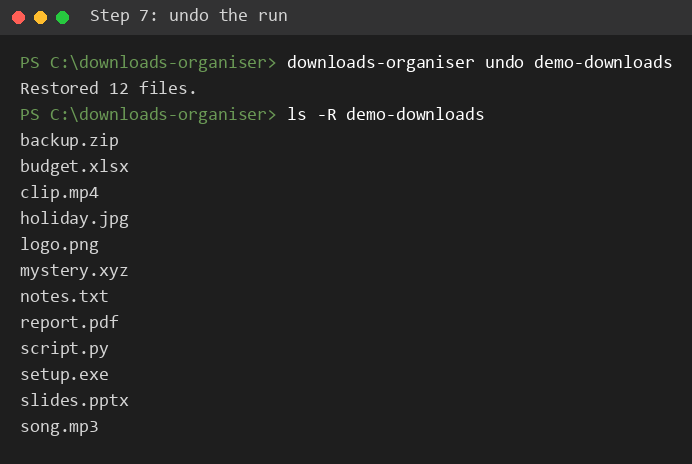 Step 7: undo the run
PS C:\downloads-organiser> downloads-organiser undo demo-downloads
Restored 12 files.
PS C:\downloads-organiser> ls -R demo-downloads
backup.zip
budget.xlsx
clip.mp4
holiday.jpg
logo.png
mystery.xyz
notes.txt
report.pdf
script.py
setup.exe
slides.pptx
song.mp3